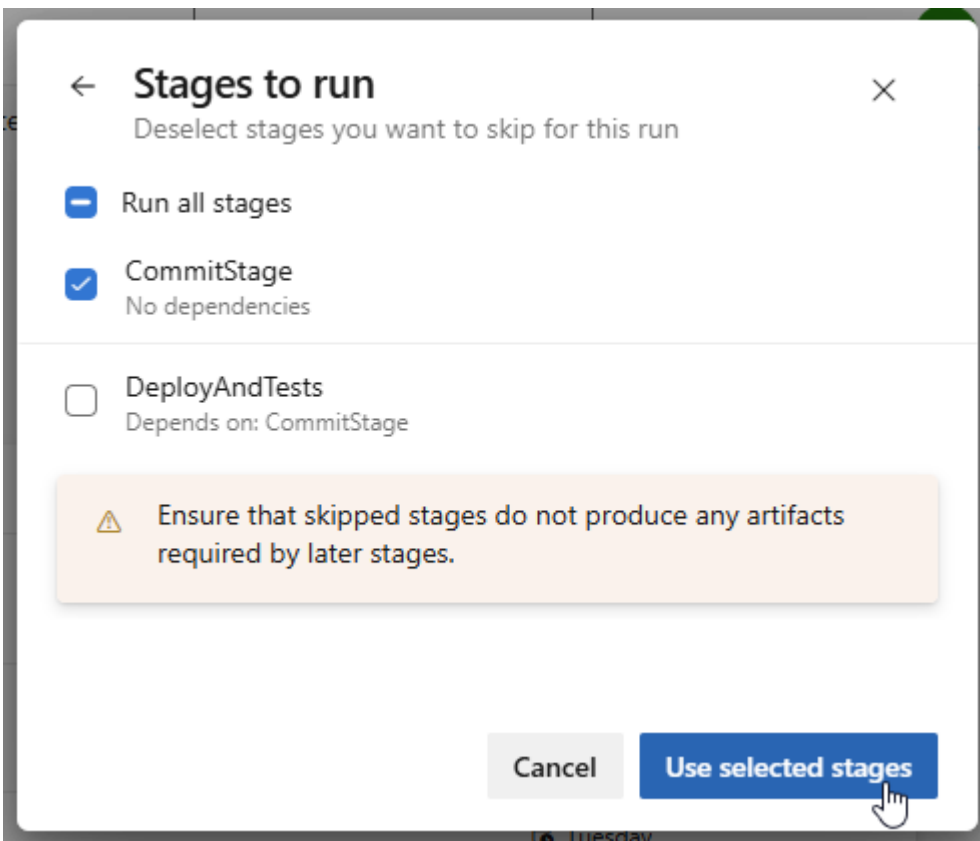 Stages to run
Deselect stages you want to skip for this run
Run all stages
CommitStage
No dependencies
DeployAndTests
Depends on: CommitStage
Ensure that skipped stages do not produce any artifacts
required by later stages.
Cancel
Use selected stages
Tuesday